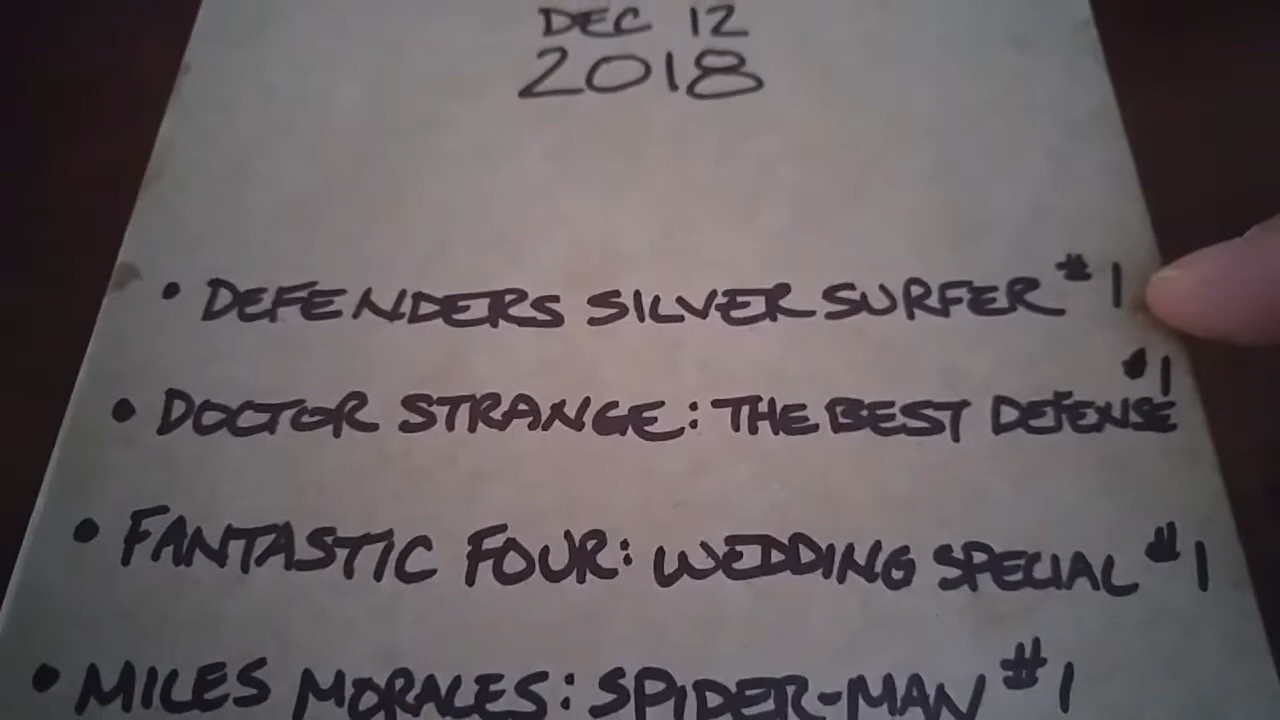 DEC 12
2018
• DEFENDERS SILVER SURFER #1
• DOCTOR STRANGE: THE BEST DEFENSE #1
• FANTASTIC FOUR: WEDDING SPECIAL #1
• MILES MORALES: SPIDER-MAN #1